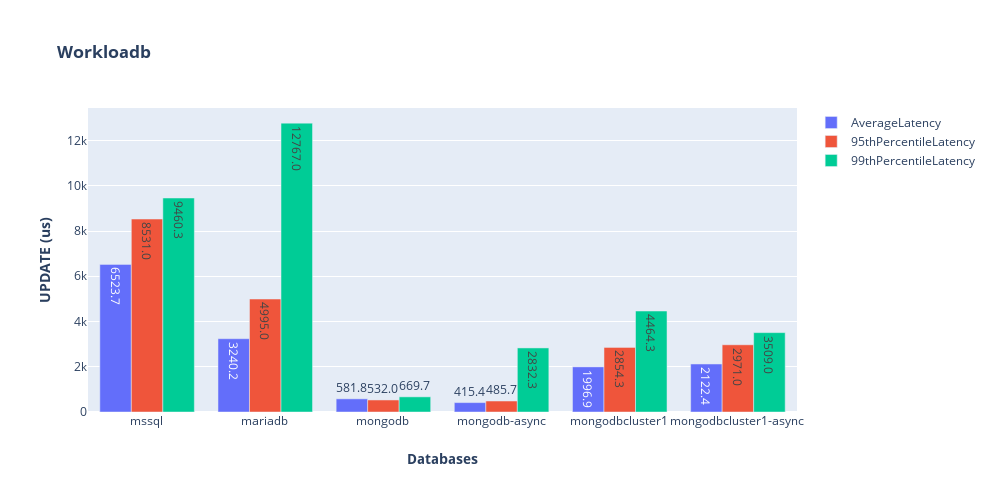 Workloadb
AverageLatency
95thPercentileLatency
99thPercentileLatency
UPDATE (us)
12k
10k
8k
6k
4k
2k
0
6523.7
8531.0
9460.3
3240.2
4995.0
12767.0
581.8
532.0
669.7
415.4
485.7
2832.3
1996.9
2854.3
4464.3
2122.4
2971.0
3509.0
mssql
mariadb
mongodb
mongodb-async
mongodbcluster1
mongodbcluster1-async
Databases